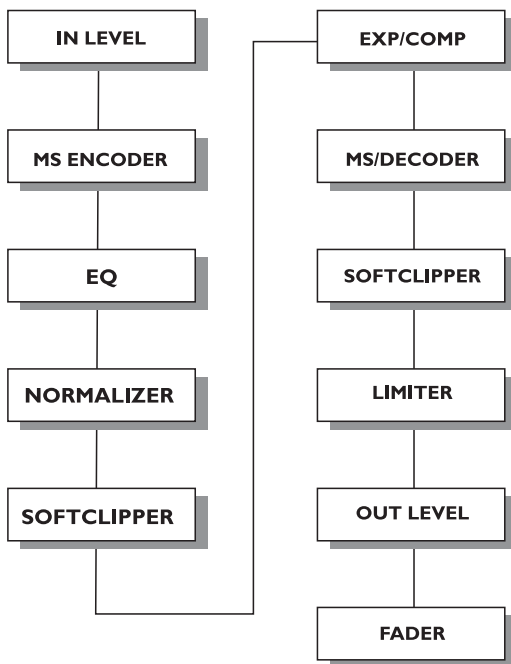 IN LEVEL
MS ENCODER
EQ
NORMALIZER
SOFTCLIPPER
EXP/COMP
MS/DECODER
SOFTCLIPPER
LIMITER
OUT LEVEL
FADER